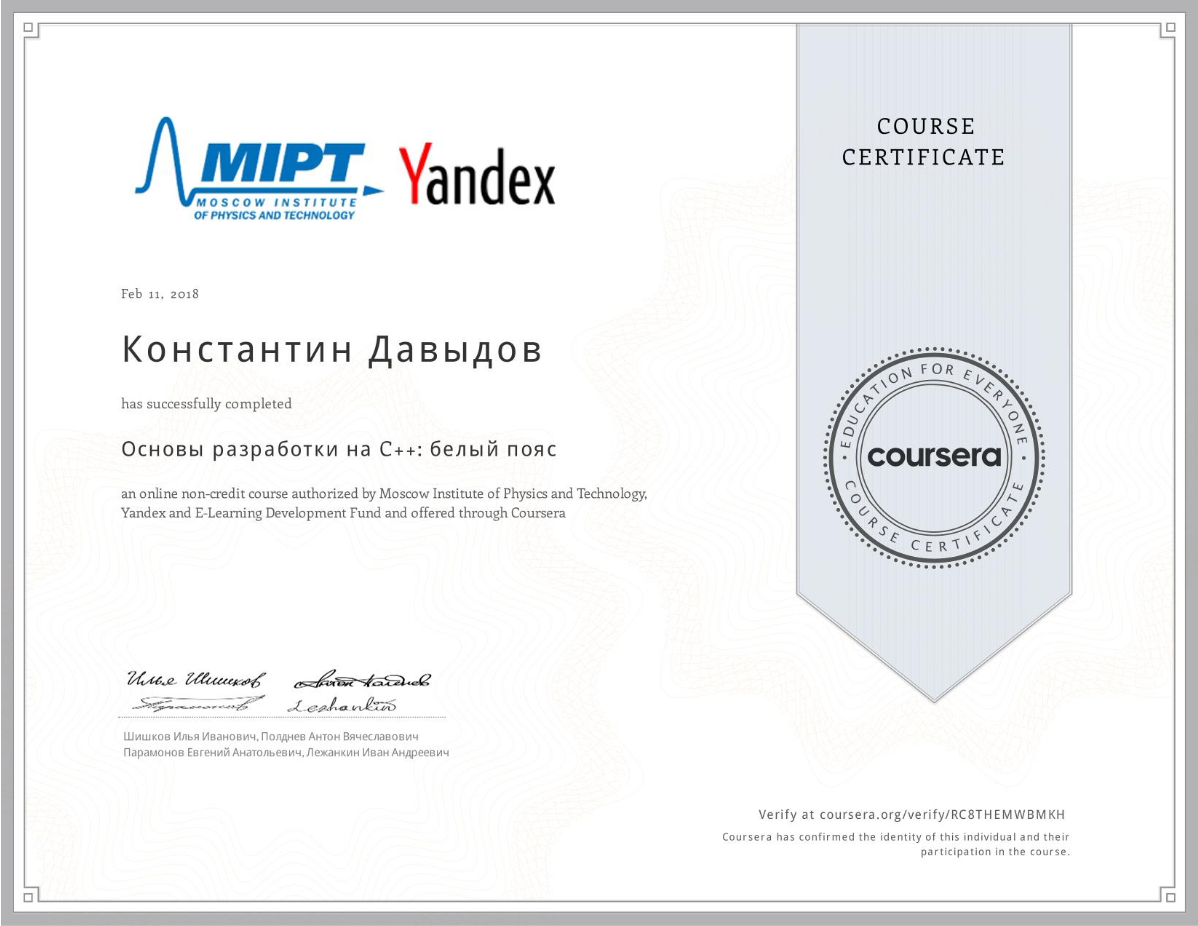 MIPT
MOSCOW INSTITUTE
OF PHYSICS AND TECHNOLOGY
Yandex
COURSE
CERTIFICATE
Feb 11, 2018
Константин Давыдов
has successfully completed
Основы разработки на C++: белый пояс
an online non-credit course authorized by Moscow Institute of Physics and Technology,
Yandex and E-Learning Development Fund and offered through Coursera
EDUCATION FOR EVERYONE
coursera
COURSE CERTIFICATE
Илья Шишков
Lezhankin
Шишков Илья Иванович, Полднев Антон Вячеславович
Парамонов Евгений Анатольевич, Лежанкин Иван Андреевич
Verify at coursera.org/verify/RC8THEMWBMKH
Coursera has confirmed the identity of this individual and their
participation in the course.